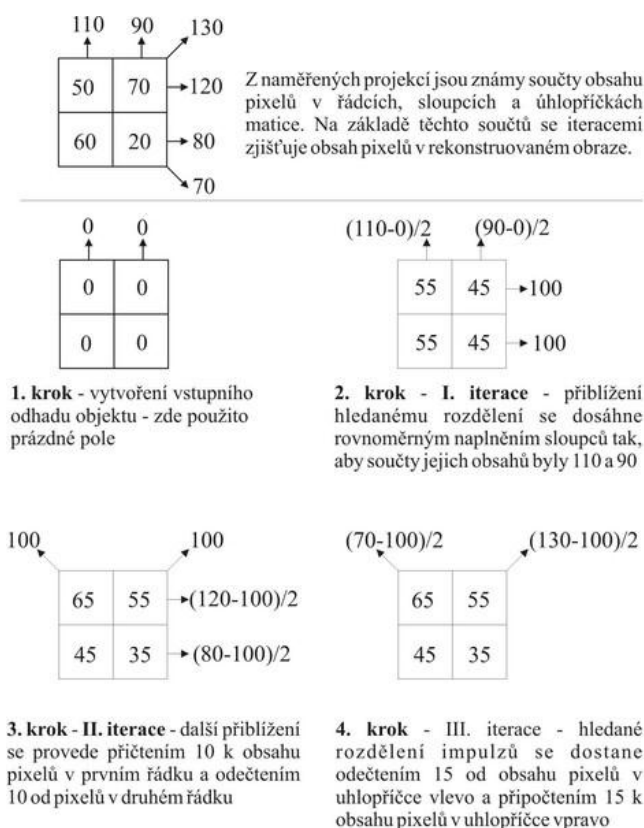 110 90 130
50 70 120
60 20 80
70
Z naměřených projekcí jsou známy součty obsahu
pixelů v řádcích, sloupcích a úhlopříčkách
matice. Na základě těchto součtů se iteracemi
zjišťuje obsah pixelů v rekonstruovaném obraze.
0 0
0 0
0 0
1. krok - vytvoření vstupního
odhadu objektu - zde použito
prázdné pole
(110-0)/2 (90-0)/2
55 45 100
55 45 100
2. krok - I. iterace - přiblížení
hledanému rozdělení se dosáhne
rovnoměrným naplněním sloupců tak,
aby součty jejich obsahů byly 110 a 90
100 100
65 55 (120-100)/2
45 35 (80-100)/2
3. krok - II. iterace - další přiblížení
se provede přičtením 10 k obsahu
pixelů v prvním řádku a odečtením
10 od pixelů v druhém řádku
(70-100)/2 (130-100)/2
65 55
45 35
4. krok - III. iterace - hledané
rozdělení impulzů se dostane
odečtením 15 od obsahu pixelů v
uhlopříčce vlevo a připočtením 15 k
obsahu pixelů v uhlopříčce vpravo